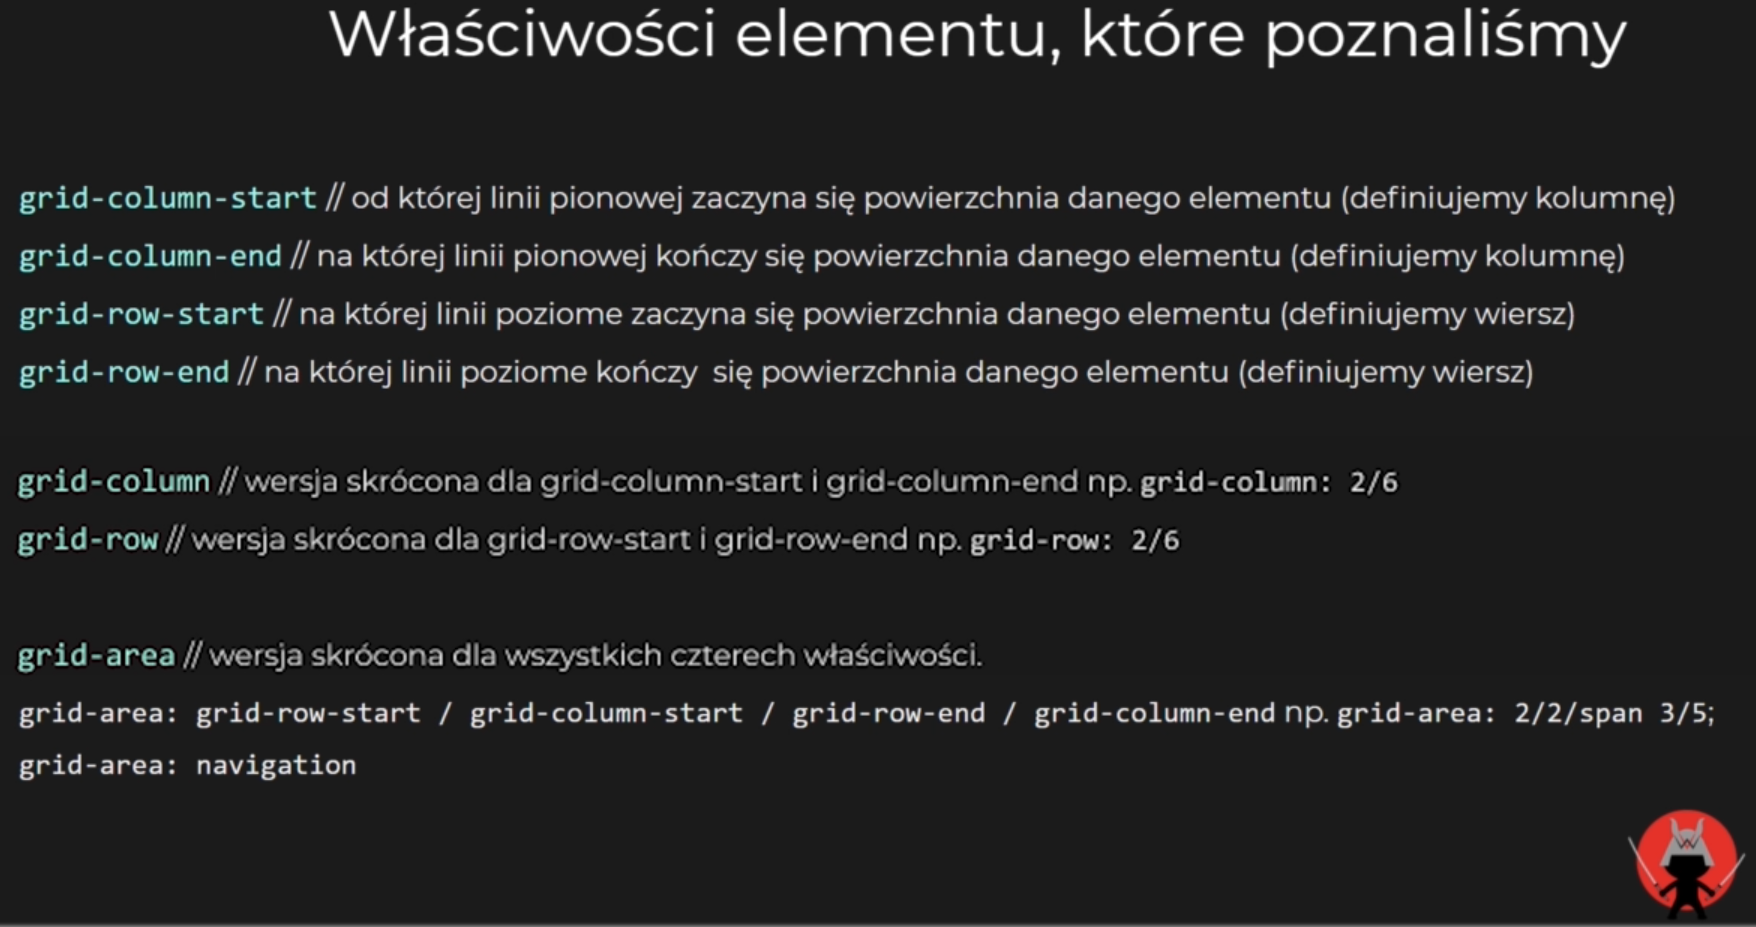 Właściwości elementu, które poznaliśmy
grid-column-start // od której linii pionowej zaczyna się powierzchnia danego elementu (definiujemy kolumnę)
grid-column-end // na której linii pionowej kończy się powierzchnia danego elementu (definiujemy kolumnę)
grid-row-start // na której linii poziome zaczyna się powierzchnia danego elementu (definiujemy wiersz)
grid-row-end // na której linii poziome kończy się powierzchnia danego elementu (definiujemy wiersz)
grid-column // wersja skrócona dla grid-column-start i grid-column-end np. grid-column: 2/6
grid-row // wersja skrócona dla grid-row-start i grid-row-end np. grid-row: 2/6
grid-area // wersja skrócona dla wszystkich czterech właściwości.
grid-area: grid-row-start / grid-column-start / grid-row-end / grid-column-end np. grid-area: 2/2/span 3/5;
grid-area: navigation